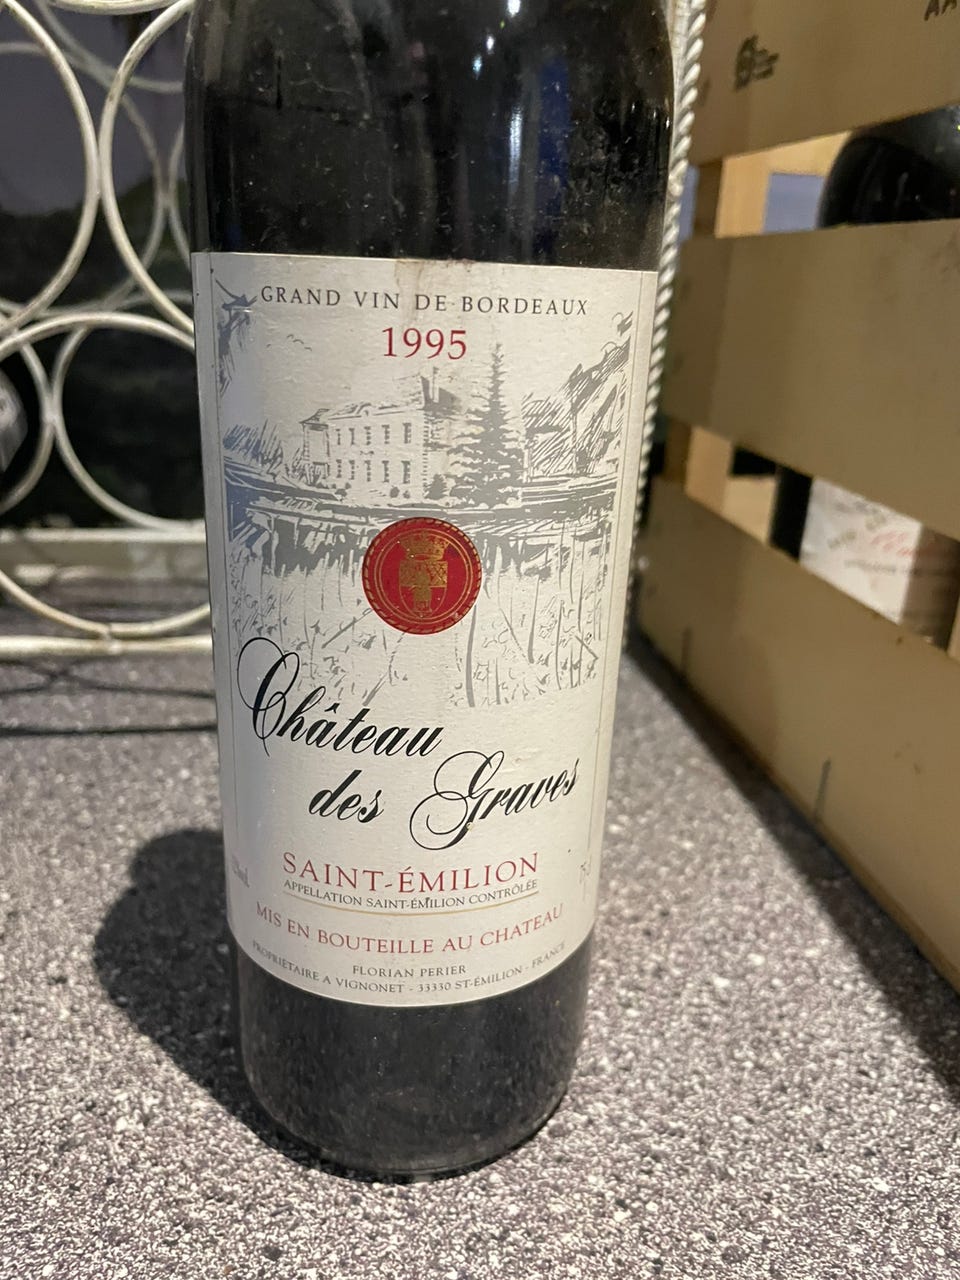 GRAND VIN DE BORDEAUX
1995
Château
des Graves
SAINT-ÉMILION
APPELLATION SAINT-ÉMILION CONTRÔLÉE
MIS EN BOUTEILLE AU CHATEAU
FLORIAN PERIER
PROPRIÉTAIRE A VIGNONET - 33330 ST-ÉMILION - FRANCE